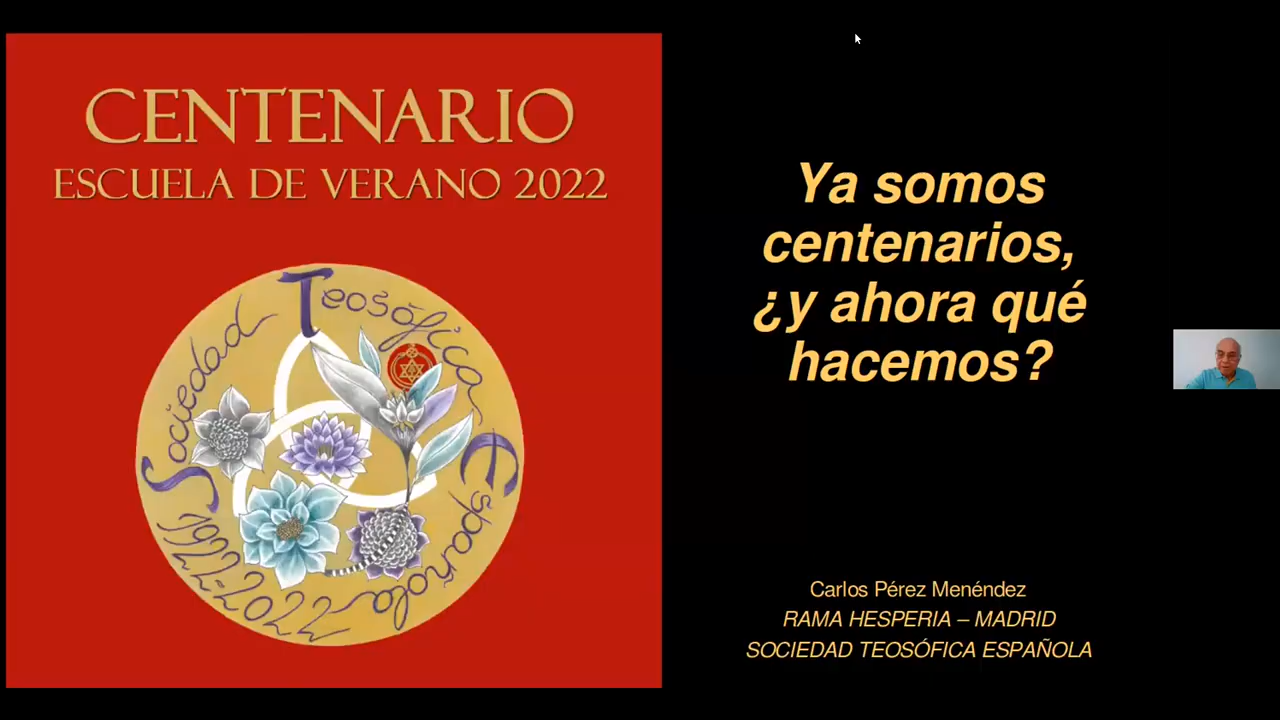 CENTENARIO
ESCUELA DE VERANO 2022
Sociedad Teosófica Española
1922-2022
Ya somos
centenarios,
¿y ahora qué
hacemos?
Carlos Pérez Menéndez
RAMA HESPERIA – MADRID
SOCIEDAD TEOSÓFICA ESPAÑOLA